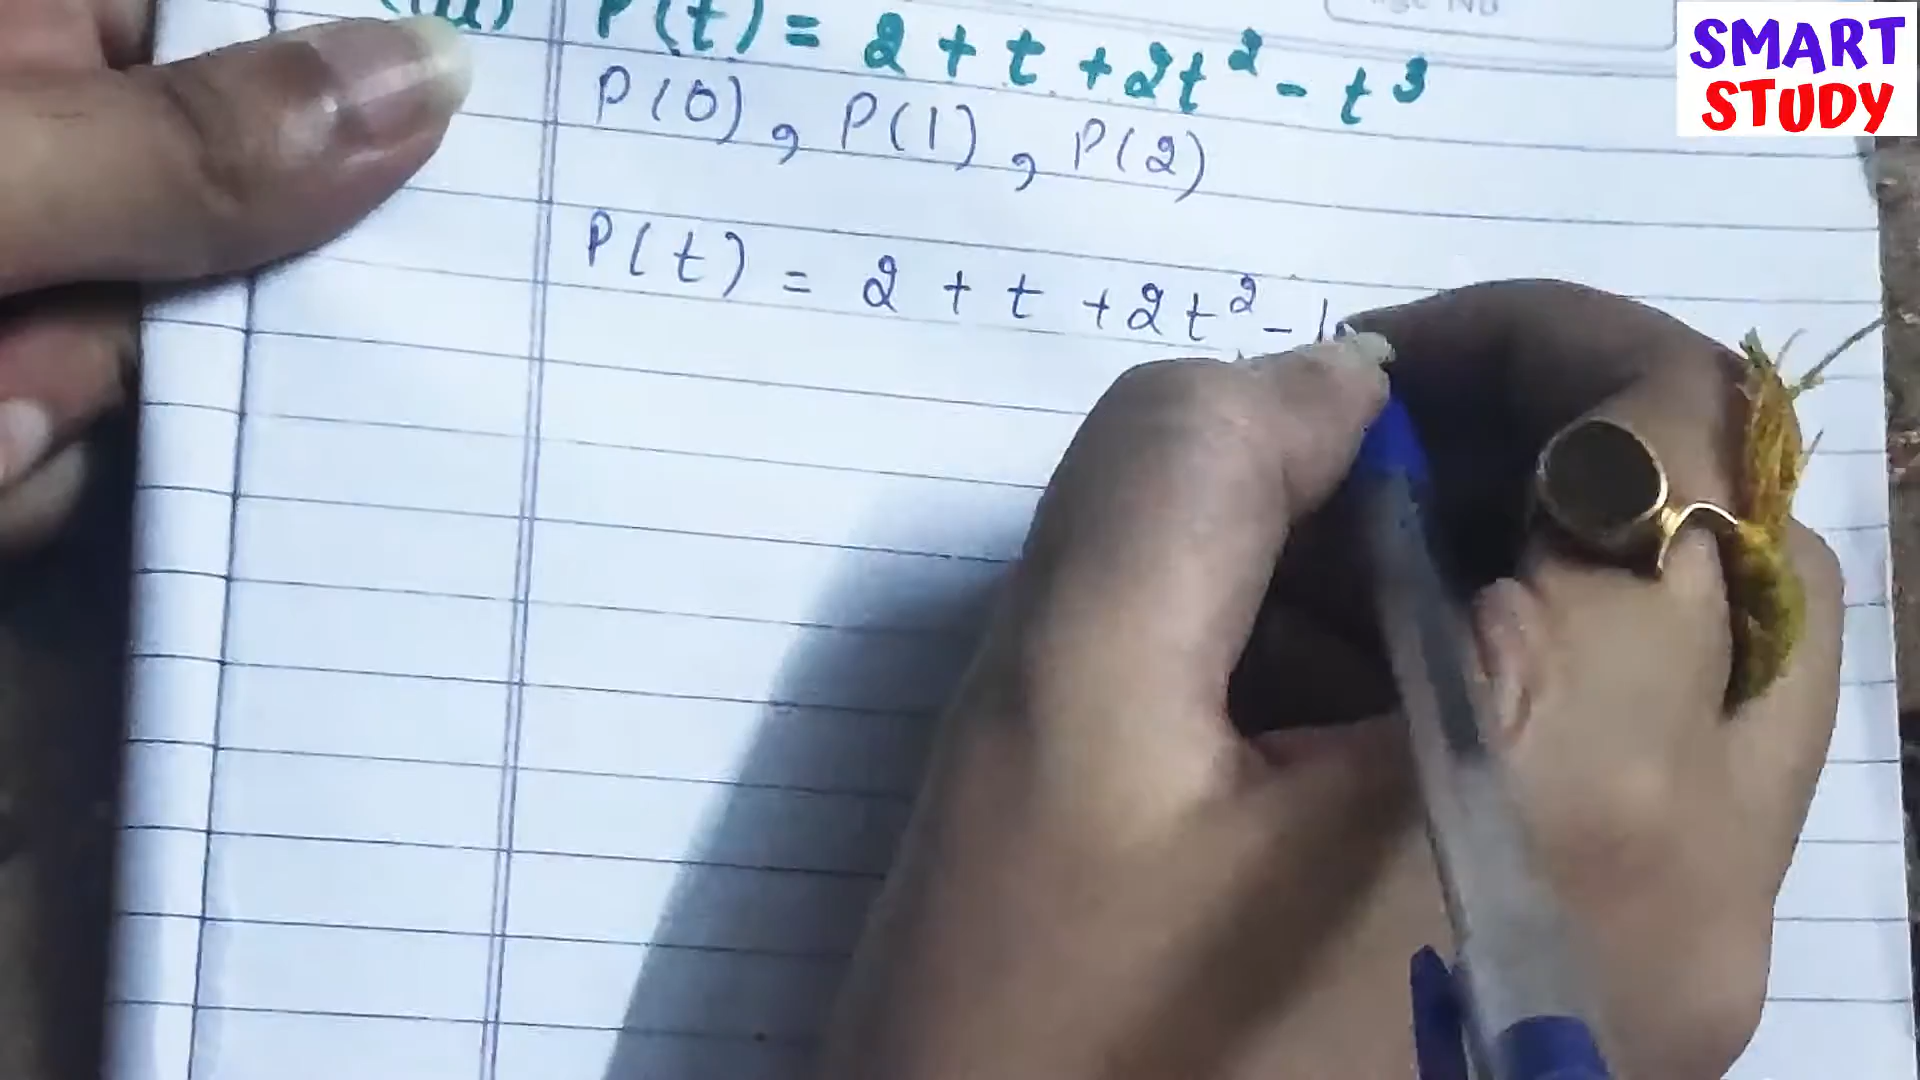 P(t) = 2 + t + 2t² - t³
SMART
STUDY
P(0), P(1), P(2)
P(t) = 2 + t + 2t² -